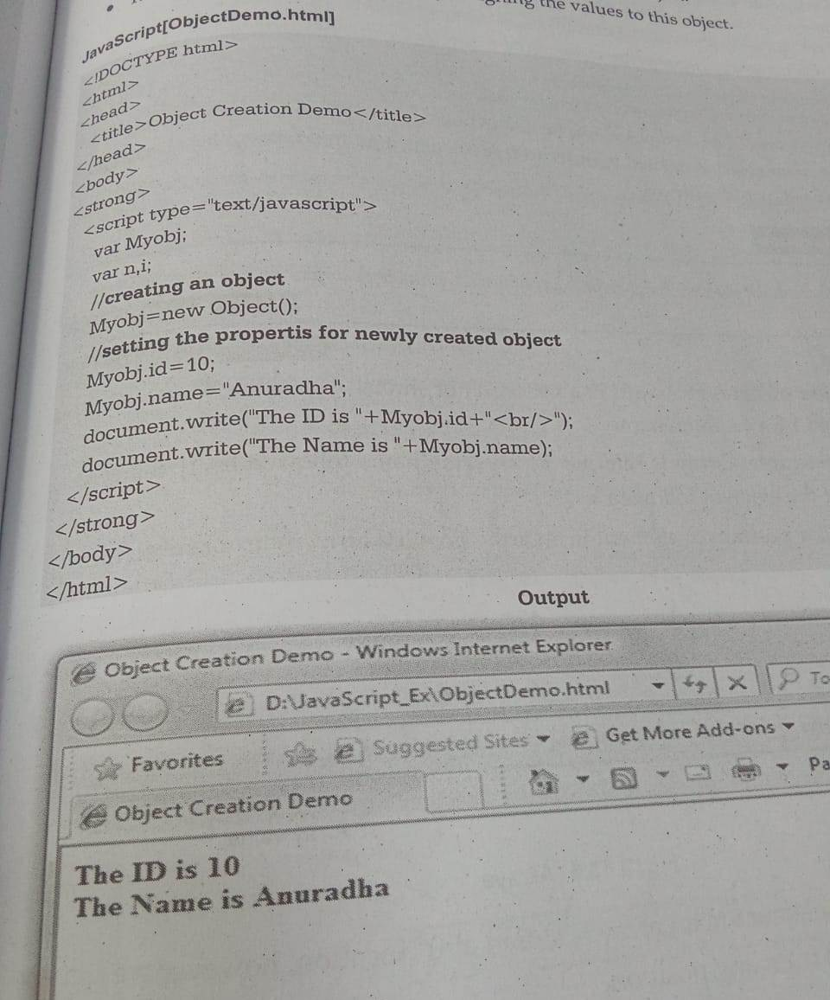 the values to this object.
JavaScript[ObjectDemo.html]
<!DOCTYPE html>
<html>
<head>
<title>Object Creation Demo</title>
</head>
<body>
<strong>
<script type="text/javascript">
var Myobj;
var n,i;
//creating an object
Myobj=new Object();
//setting the propertis for newly created object
Myobj.id=10;
Myobj.name="Anuradha";
document.write("The ID is "+Myobj.id+"<br/>");
document.write("The Name is "+Myobj.name);
</script>
</strong>
</body>
</html>
Output
Object Creation Demo - Windows Internet Explorer
D:\JavaScript_Ex\ObjectDemo.html
Favorites Suggested Sites Get More Add-ons
Object Creation Demo
The ID is 10
The Name is Anuradha